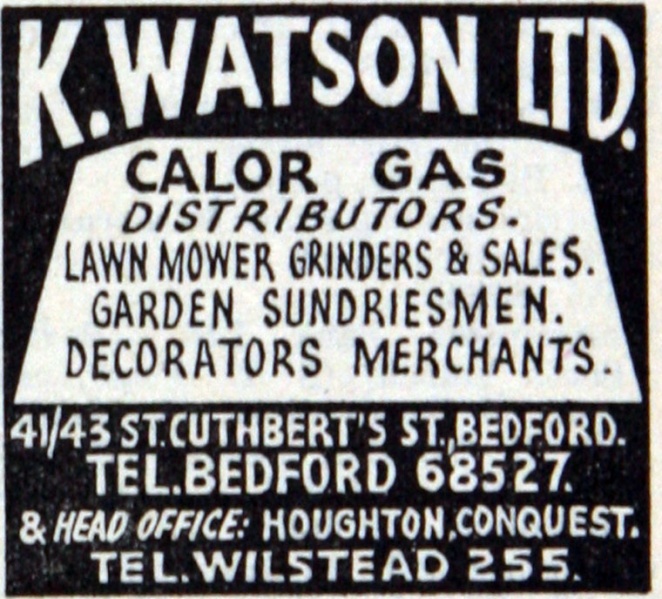 K. WATSON LTD.
CALOR GAS
DISTRIBUTORS.
LAWN MOWER GRINDERS & SALES.
GARDEN SUNDRIESMEN.
DECORATORS MERCHANTS.
41/43 ST. CUTHBERT'S ST., BEDFORD.
TEL. BEDFORD 68527.
& HEAD OFFICE: HOUGHTON, CONQUEST.
TEL. WILSTEAD 255.